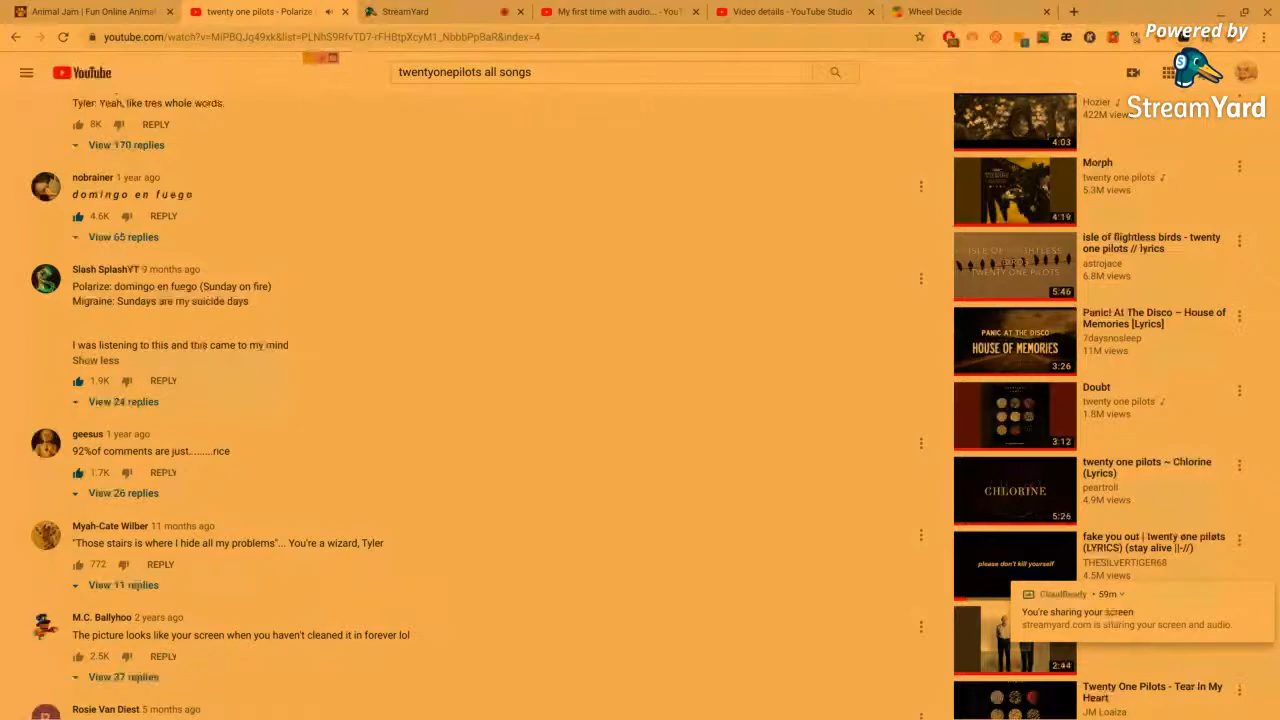 Animal Jam | Fun Online Animal
twenty one pilots - Polarize
StreamYard
My first time with audio... - YouT
Video details - YouTube Studio
Wheel Decide
youtube.com/watch?v=MiPBQJq49xk&list=PLNhS9RfvTD7-rFHBtpXcyM1_NbbbPpBaR&index=4
Powered by
StreamYard
YouTube
twentyonepilots all songs
Tyler: Yeah, like tres whole words.
8K REPLY
View 170 replies
nobrainer 1 year ago
domingo en fuego
4.6K REPLY
View 65 replies
Slash SplashYT 9 months ago
Polarize: domingo en fuego (Sunday on fire)
Migraine: Sundays are my suicide days
I was listening to this and this came to my mind
Show less
1.9K REPLY
View 24 replies
geesus 1 year ago
92%of comments are just.........rice
1.7K REPLY
View 26 replies
Myah-Cate Wilber 11 months ago
"Those stairs is where I hide all my problems"... You're a wizard, Tyler
772 REPLY
View 11 replies
M.C. Ballyhoo 2 years ago
The picture looks like your screen when you haven't cleaned it in forever lol
2.5K REPLY
View 37 replies
Rosie Van Diest 5 months ago
Hozier
422M views
4:03
Morph
twenty one pilots
5.3M views
4:19
isle of flightless birds - twenty
one pilots // lyrics
astrojace
6.8M views
ISLE OF FLIGHTLESS
BIRDS
TWENTY ONE PILOTS
5:46
Panic! At The Disco – House of
Memories [Lyrics]
7daysnosleep
11M views
PANIC AT THE DISCO
HOUSE OF MEMORIES
3:26
Doubt
twenty one pilots
1.8M views
3:12
twenty one pilots ~ Chlorine
(Lyrics)
peartroll
4.9M views
CHLORINE
5:26
fake you out | twenty øne piløts
(LYRICS) (stay alive ||-//)
THESILVERTIGER68
4.5M views
please don't kill yourself
CloudReady • 59m
You're sharing your screen
streamyard.com is sharing your screen and audio.
2:44
Twenty One Pilots - Tear In My
Heart
JM Loaiza